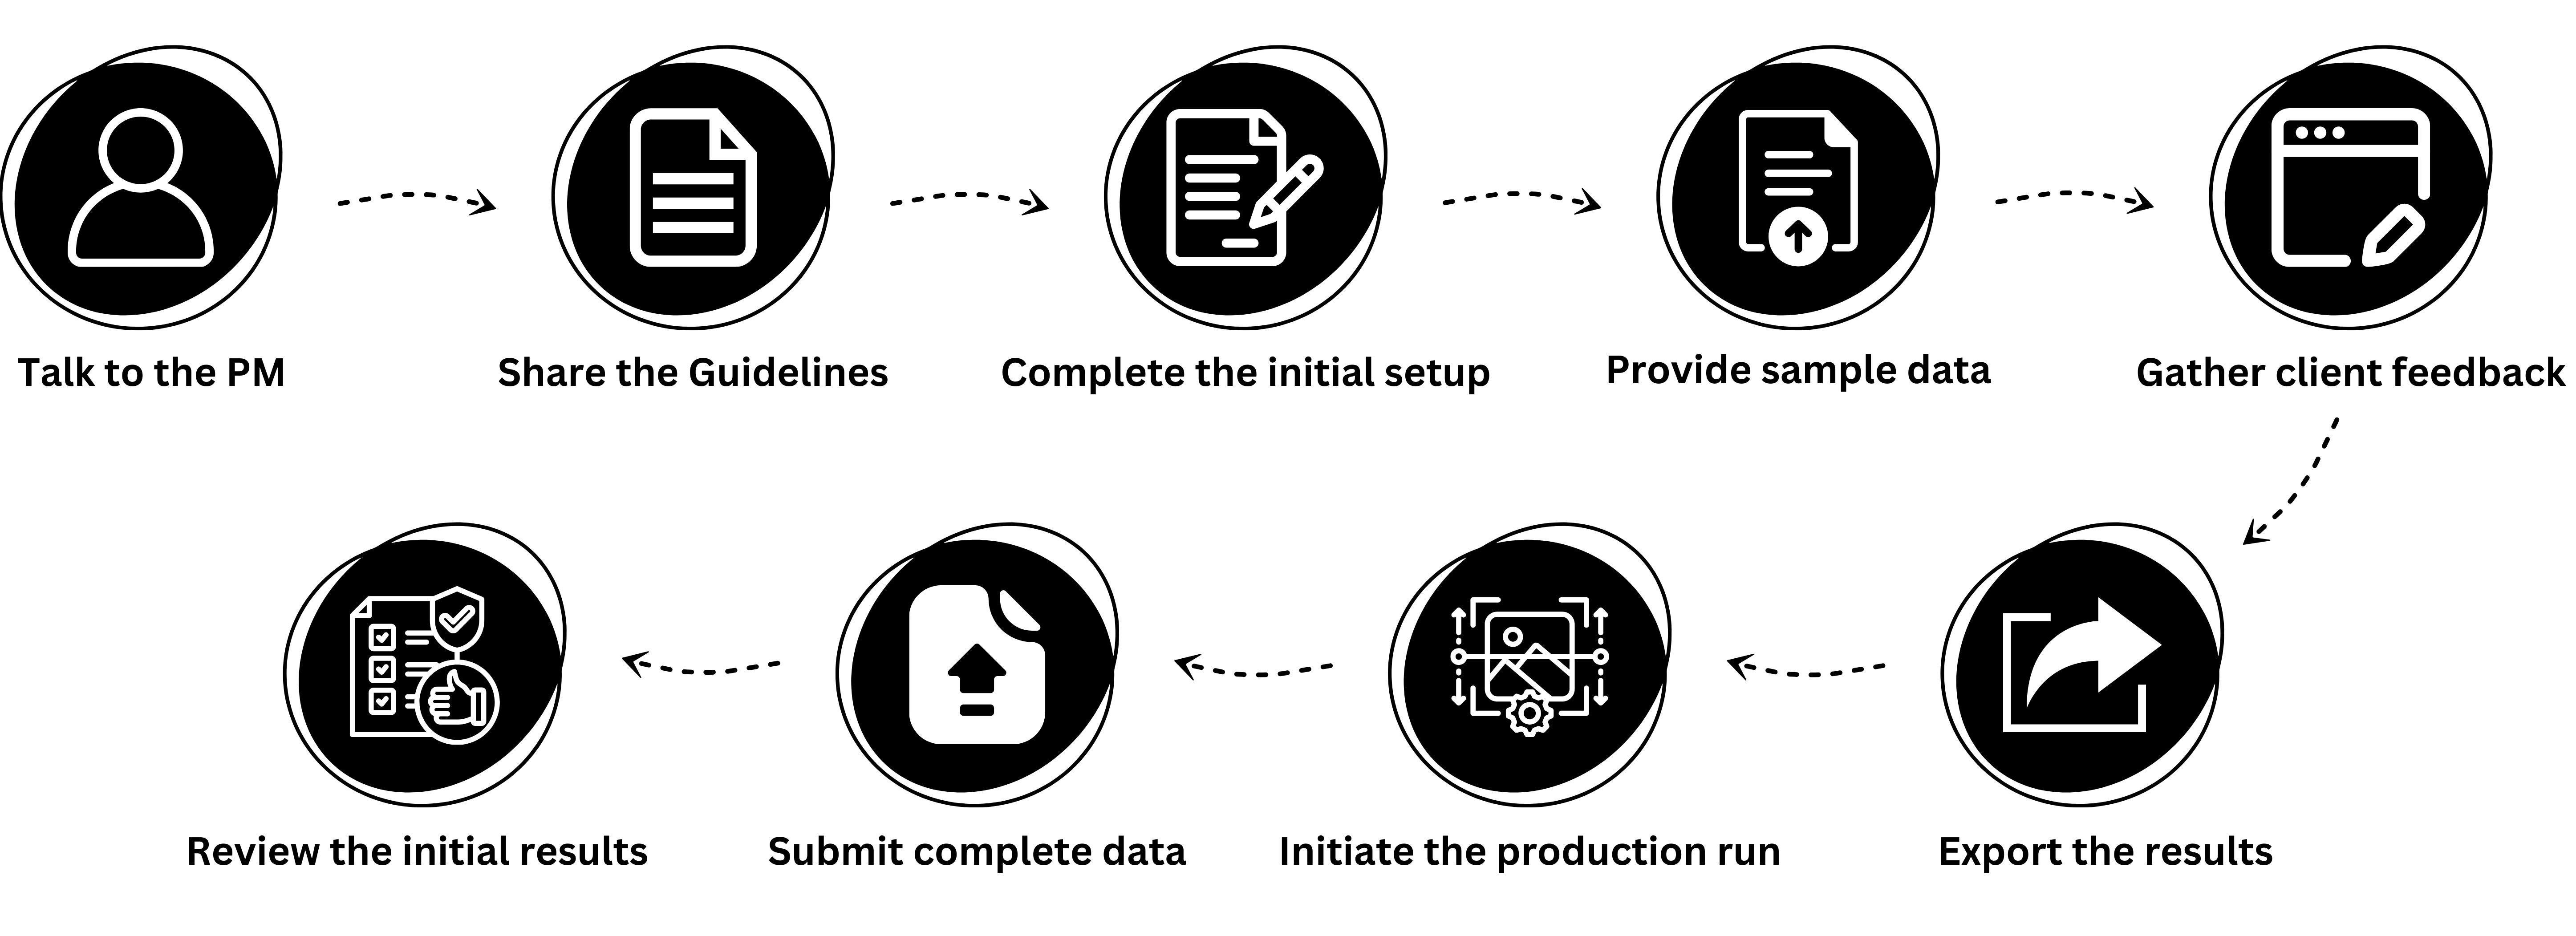 Talk to the PM
Share the Guidelines
Complete the initial setup
Provide sample data
Gather client feedback
Review the initial results
Submit complete data
Initiate the production run
Export the results